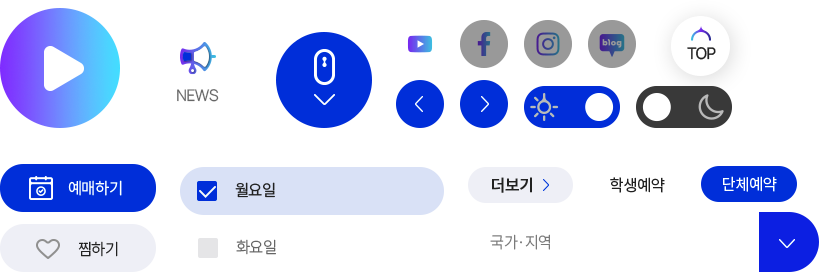 NEWS
blog
TOP
예매하기
월요일
더보기
학생예약
단체예약
찜하기
화요일
국가·지역